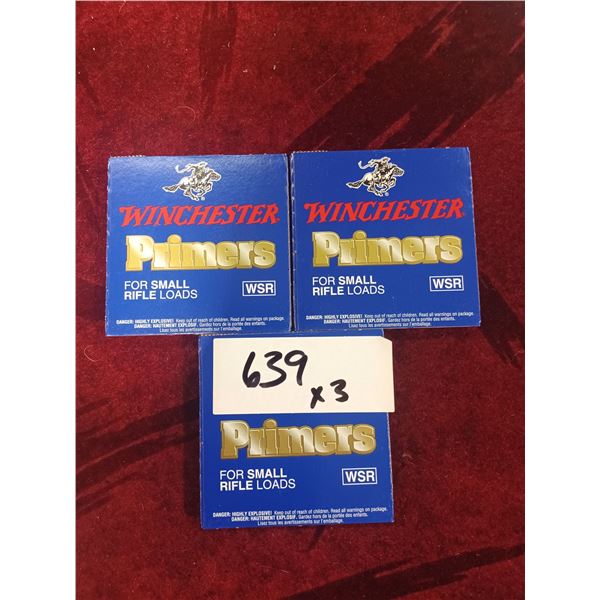 WINCHESTER
Primers
FOR SMALL
RIFLE LOADS
WSR
DANGER: HIGHLY EXPLOSIVE! Keep out of reach of children. Read all warnings on package.
DANGER: HAUTEMENT EXPLOSIF. Gardez hors de la portée des enfants.
Lisez tous les avertissements sur l'emballage.
WINCHESTER
Primers
FOR SMALL
RIFLE LOADS
WSR
DANGER: HIGHLY EXPLOSIVE! Keep out of reach of children. Read all warnings on package.
DANGER: HAUTEMENT EXPLOSIF. Gardez hors de la portée des enfants.
Lisez tous les avertissements sur l'emballage.
639
x 3
Primers
FOR SMALL
RIFLE LOADS
WSR
DANGER: HIGHLY EXPLOSIVE! Keep out of reach of children. Read all warnings on package.
DANGER: HAUTEMENT EXPLOSIF. Gardez hors de la portée des enfants.
Lisez tous les avertissements sur l'emballage.